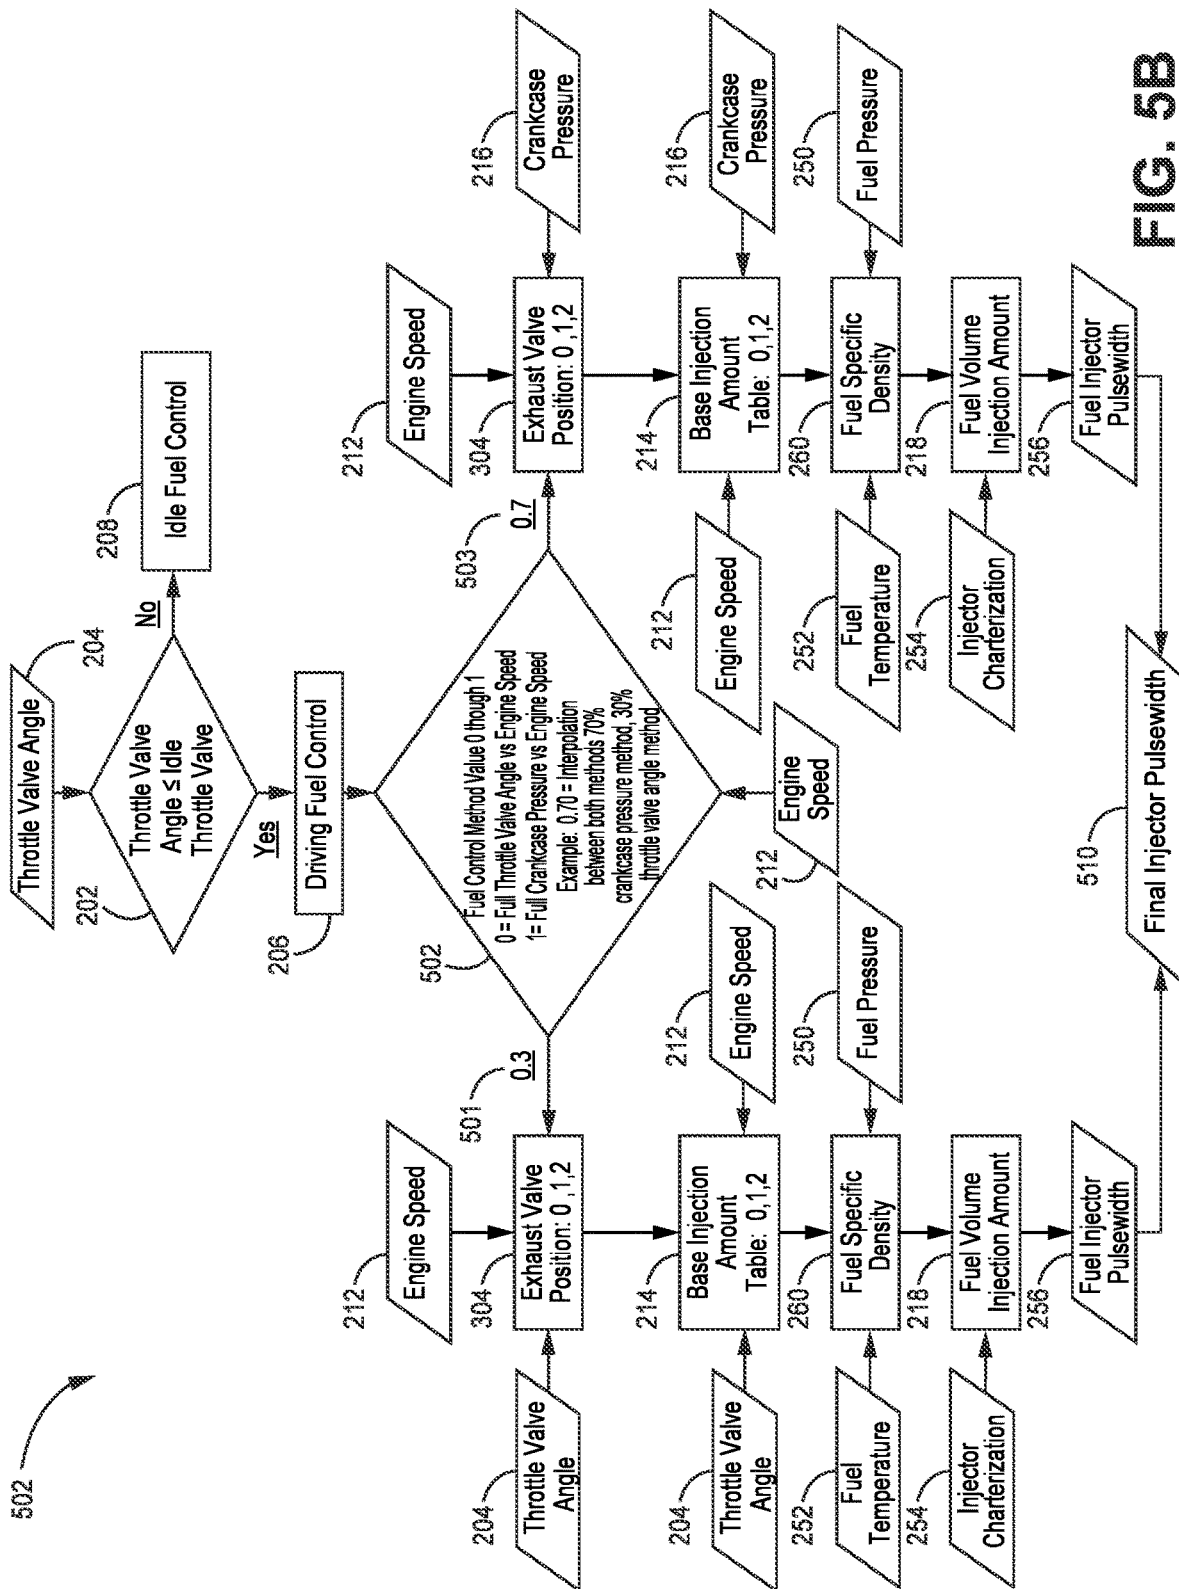 502
Throttle Valve Angle
204
202
Throttle Valve
Angle ≤ Idle
Throttle Valve
No
208
Idle Fuel Control
Yes
206
Driving Fuel Control
502
Fuel Control Method Value 0 though 1
0 = Full Throttle Valve Angle vs Engine Speed
1= Full Crankcase Pressure vs Engine Speed
Example: 0.70 = Interpolation
between both methods 70%
crankcase pressure method, 30%
throttle valve angle method
212
Engine
Speed
501
0.3
503
0.7
212
Engine Speed
204
Throttle Valve
Angle
304
Exhaust Valve
Position: 0 ,1,2
204
Throttle Valve
Angle
214
Base Injection
Amount
Table: 0,1,2
212
Engine Speed
252
Fuel
Temperature
260
Fuel Specific
Density
250
Fuel Pressure
254
Injector
Charterization
218
Fuel Volume
Injection Amount
256
Fuel Injector
Pulsewidth
212
Engine Speed
304
Exhaust Valve
Position: 0 ,1,2
216
Crankcase
Pressure
212
Engine Speed
214
Base Injection
Amount
Table: 0,1,2
216
Crankcase
Pressure
252
Fuel
Temperature
260
Fuel Specific
Density
250
Fuel Pressure
254
Injector
Charterization
218
Fuel Volume
Injection Amount
256
Fuel Injector
Pulsewidth
510
Final Injector Pulsewidth
FIG. 5B